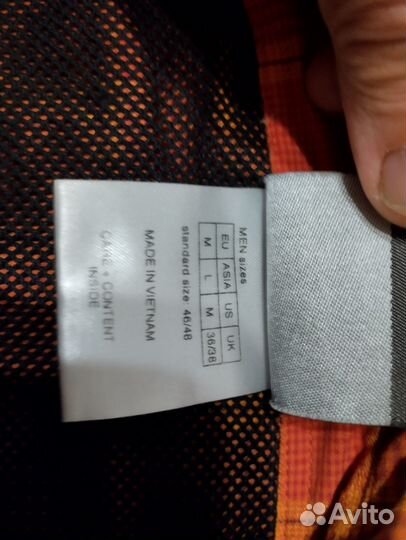 MEN sizes
EU ASIA US UK
M L M 36/38
standard size: 46/48
MADE IN VIETNAM
CARE + CONTENT
INSIDE
Avito